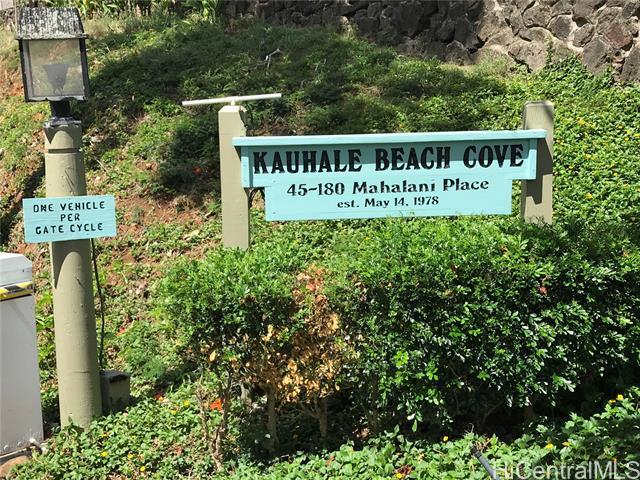 KAUHALE BEACH COVE
45-180 Mahalani Place
est. May 14, 1978
ONE VEHICLE
PER
GATE CYCLE
HiCentralMLS